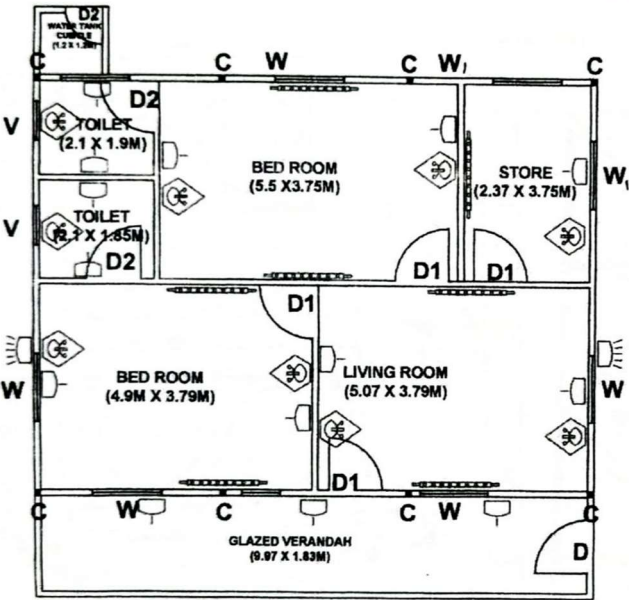 D2
WATER TANK
CUBICLE
(1.2 X 1.2M)
C
C
W
C
W1
C
V
TOILET
(2.1 X 1.9M)
D2
BED ROOM
(5.5 X3.75M)
STORE
(2.37 X 3.75M)
W1
V
TOILET
(2.1 X 1.85M)
D2
D1
D1
D1
W
BED ROOM
(4.9M X 3.79M)
LIVING ROOM
(5.07 X 3.79M)
W
D1
C
W
C
C
W
C
GLAZED VERANDAH
(9.97 X 1.83M)
D